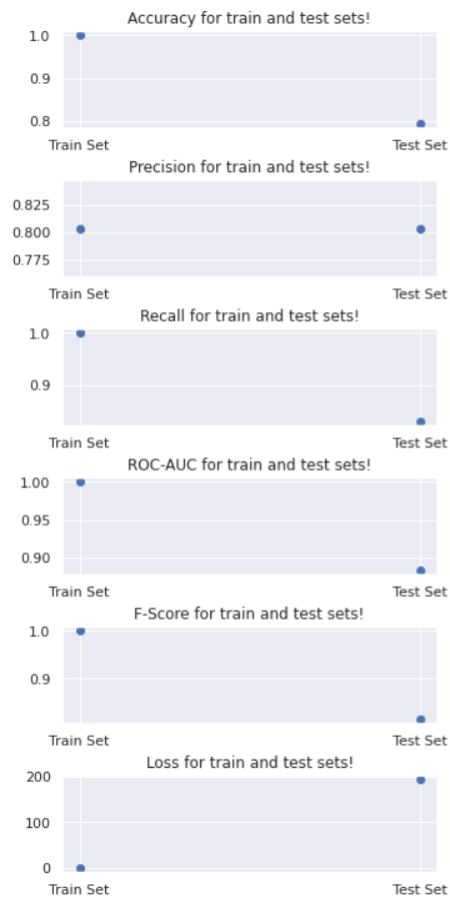 Accuracy for train and test sets!
1.0
0.9
0.8
Train Set Test Set
Precision for train and test sets!
0.825
0.800
0.775
Train Set Test Set
Recall for train and test sets!
1.0
0.9
Train Set Test Set
ROC-AUC for train and test sets!
1.00
0.95
0.90
Train Set Test Set
F-Score for train and test sets!
1.0
0.9
Train Set Test Set
Loss for train and test sets!
200
100
0
Train Set Test Set